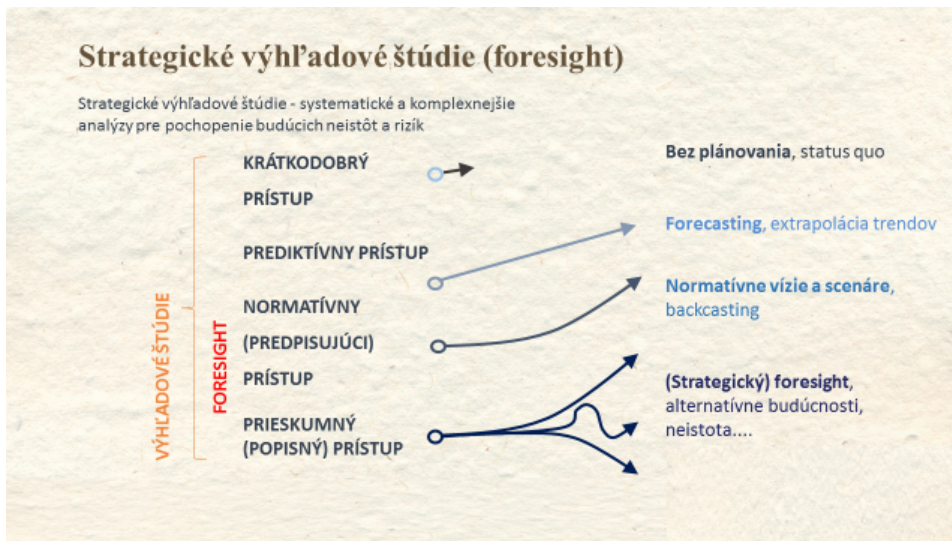 Strategické výhľadové štúdie (foresight)
Strategické výhľadové štúdie - systematické a komplexnejšie
analýzy pre pochopenie budúcich neistôt a rizík
KRÁTKODOBÝ
PRÍSTUP
Bez plánovania, status quo
PREDIKTÍVNY PRÍSTUP
Forecasting, extrapolácia trendov
NORMATÍVNY
(PREDPISUJÚCI)
PRÍSTUP
Normatívne vízie a scenáre,
backcasting
PRIESKUMNÝ
(POPISNÝ) PRÍSTUP
(Strategický) foresight,
alternatívne budúcnosti,
neistota....
VÝHĽADOVÉ ŠTÚDIE
FORESIGHT